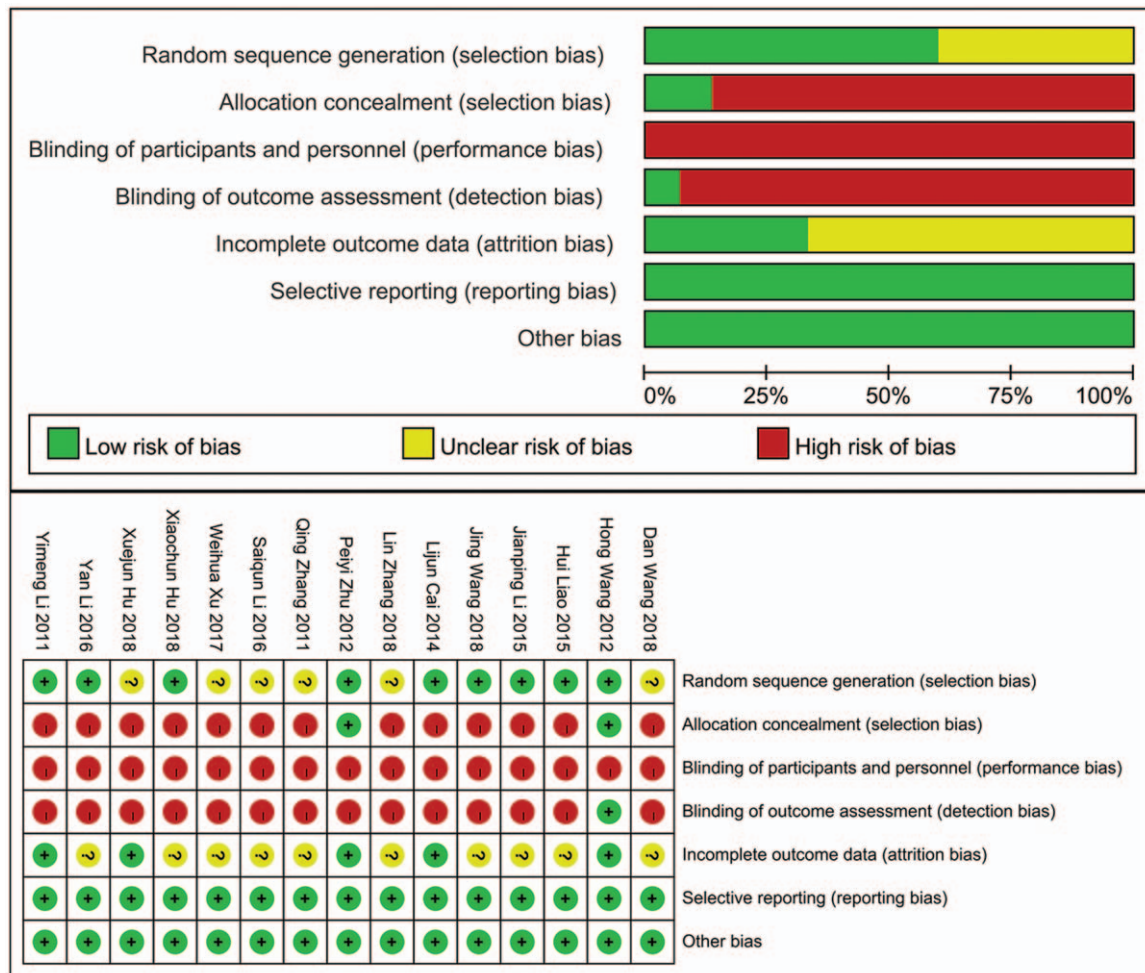 Random sequence generation (selection bias)
Allocation concealment (selection bias)
Blinding of participants and personnel (performance bias)
Blinding of outcome assessment (detection bias)
Incomplete outcome data (attrition bias)
Selective reporting (reporting bias)
Other bias
0% 25% 50% 75% 100%
Low risk of bias Unclear risk of bias High risk of bias
Yimeng Li 2011
Yan Li 2016
Xuejun Hu 2018
Xiaochun Hu 2018
Weihua Xu 2017
Saiqun Li 2016
Qing Zhang 2011
Peiyi Zhu 2012
Lin Zhang 2018
Lijun Cai 2014
Jing Wang 2018
Jianping Li 2015
Hui Liao 2015
Hong Wang 2012
Dan Wang 2018
+ + ? + ? ? ? + ? + + + + + ? Random sequence generation (selection bias)
– – – – – – – + – – – – – + – Allocation concealment (selection bias)
– – – – – – – – – – – – – – – Blinding of participants and personnel (performance bias)
– – – – – – – – – – – – – + – Blinding of outcome assessment (detection bias)
+ ? + ? ? ? ? + ? + ? ? ? + ? Incomplete outcome data (attrition bias)
+ + + + + + + + + + + + + + + Selective reporting (reporting bias)
+ + + + + + + + + + + + + + + Other bias